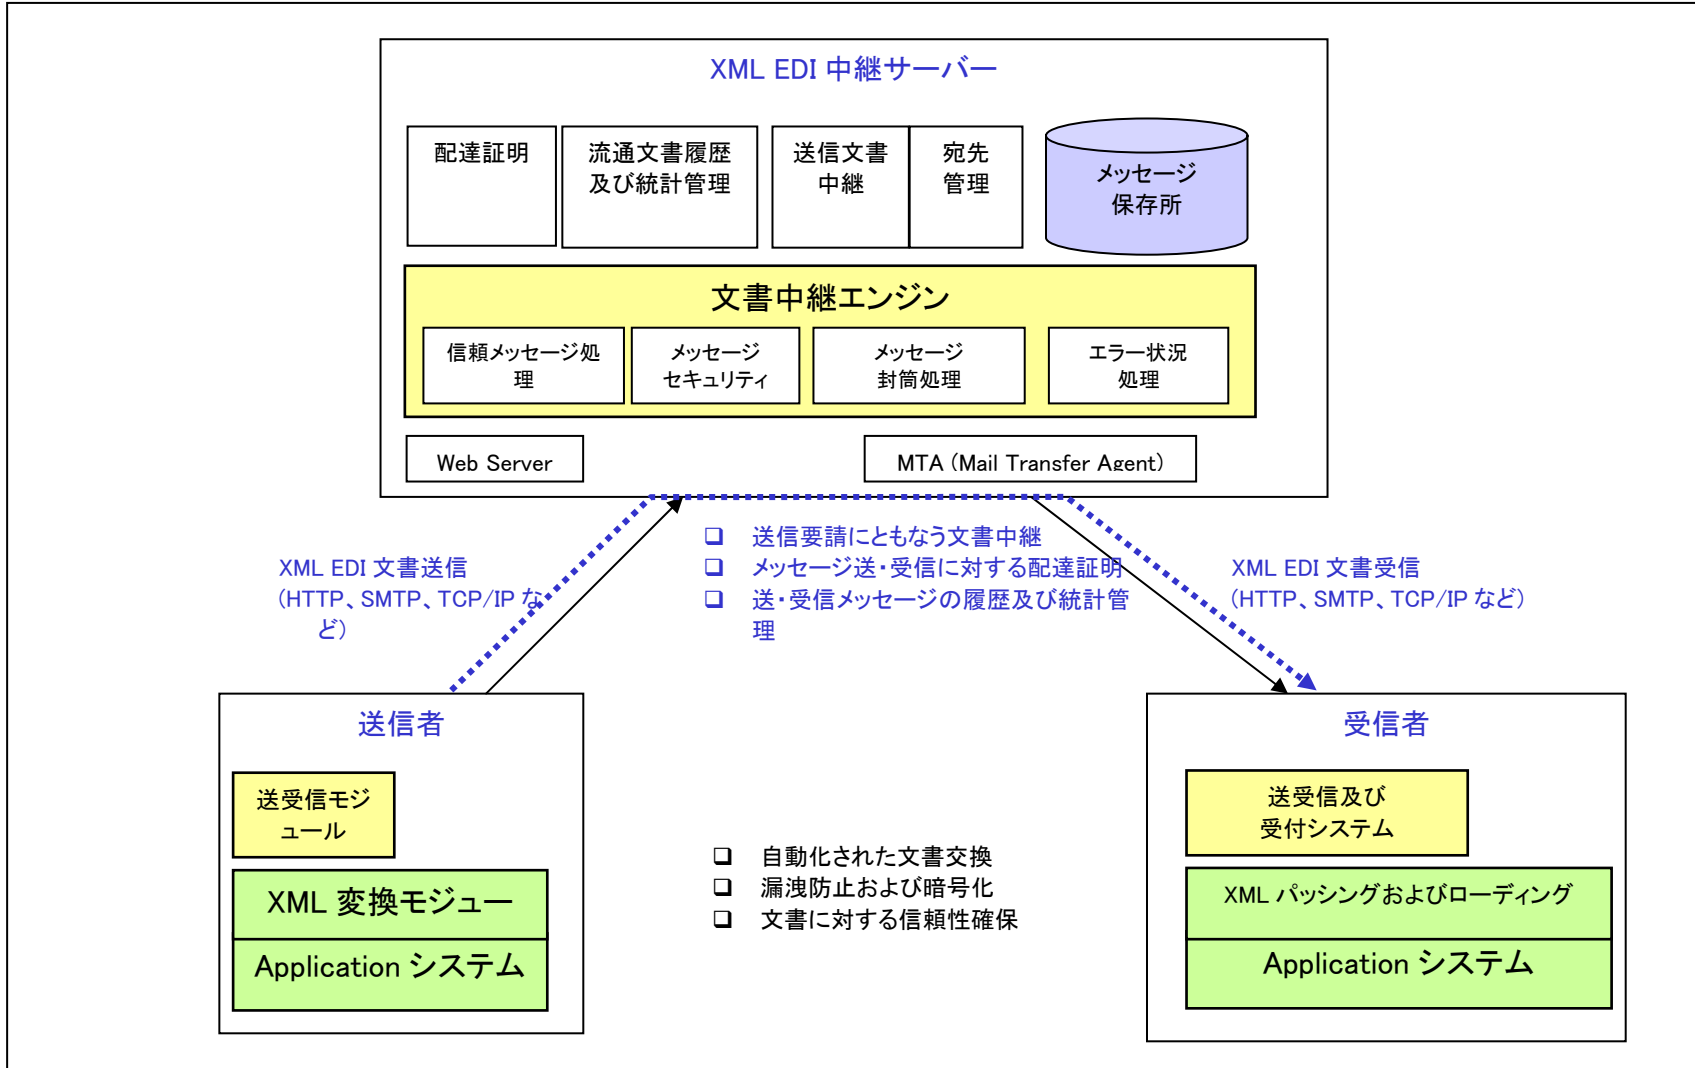 XML EDI 中継サーバー
配達証明
流通文書履歴
及び統計管理
送信文書
中継
宛先
管理
メッセージ
保存所
文書中継エンジン
信頼メッセージ処
理
メッセージ
セキュリティ
メッセージ
封筒処理
エラー状況
処理
Web Server
MTA (Mail Transfer Agent)
XML EDI 文書送信
(HTTP、SMTP、TCP/IP な
ど)
❑ 送信要請にともなう文書中継
❑ メッセージ送・受信に対する配達証明
❑ 送・受信メッセージの履歴及び統計管
理
XML EDI 文書受信
(HTTP、SMTP、TCP/IP など)
送信者
送受信モジ
ュール
XML 変換モジュー
Application システム
❑ 自動化された文書交換
❑ 漏洩防止および暗号化
❑ 文書に対する信頼性確保
受信者
送受信及び
受付システム
XML パッシングおよびローディング
Application システム